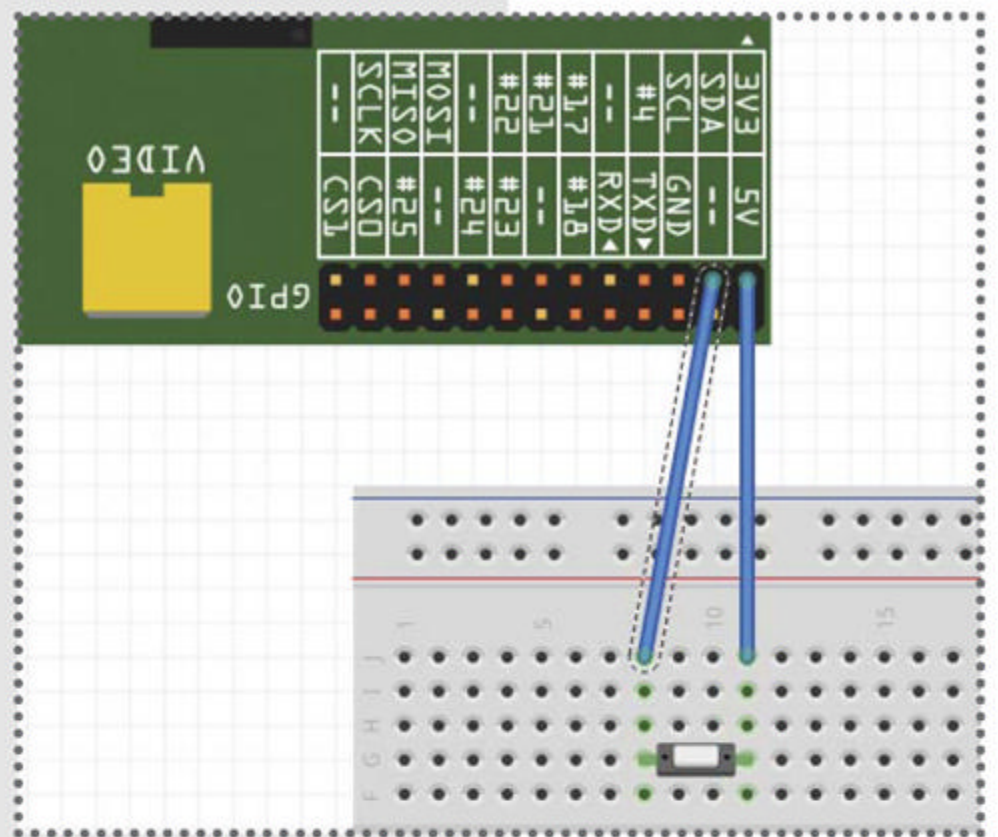 -- SCLK MISO MOSI -- #22 #21 #17 -- #4 SCL SDA 3V3
CS1 CS0 #25 -- #24 #23 -- #18 RXD TXD GND -- 5V
VIDEO
GPIO
1 5 10 15
J
I
H
G
F